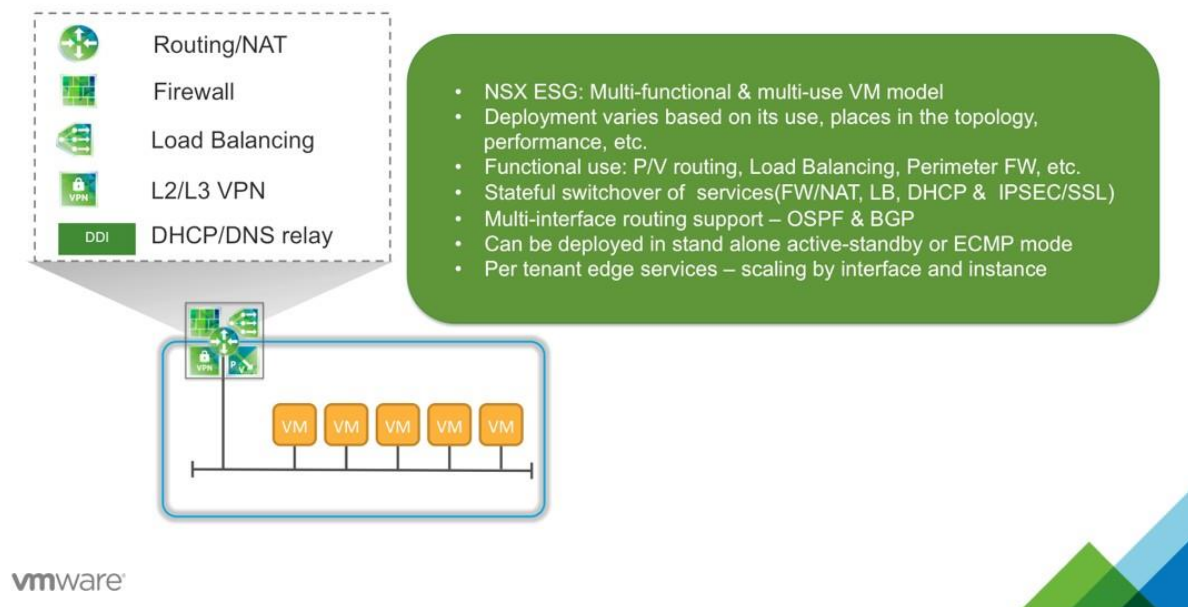 Routing/NAT
Firewall
Load Balancing
VPN
L2/L3 VPN
DDI
DHCP/DNS relay
• NSX ESG: Multi-functional & multi-use VM model
• Deployment varies based on its use, places in the topology,
performance, etc.
• Functional use: P/V routing, Load Balancing, Perimeter FW, etc.
• Stateful switchover of services(FW/NAT, LB, DHCP & IPSEC/SSL)
• Multi-interface routing support – OSPF & BGP
• Can be deployed in stand alone active-standby or ECMP mode
• Per tenant edge services – scaling by interface and instance
VPN
P V
VM VM VM VM VM
vmware